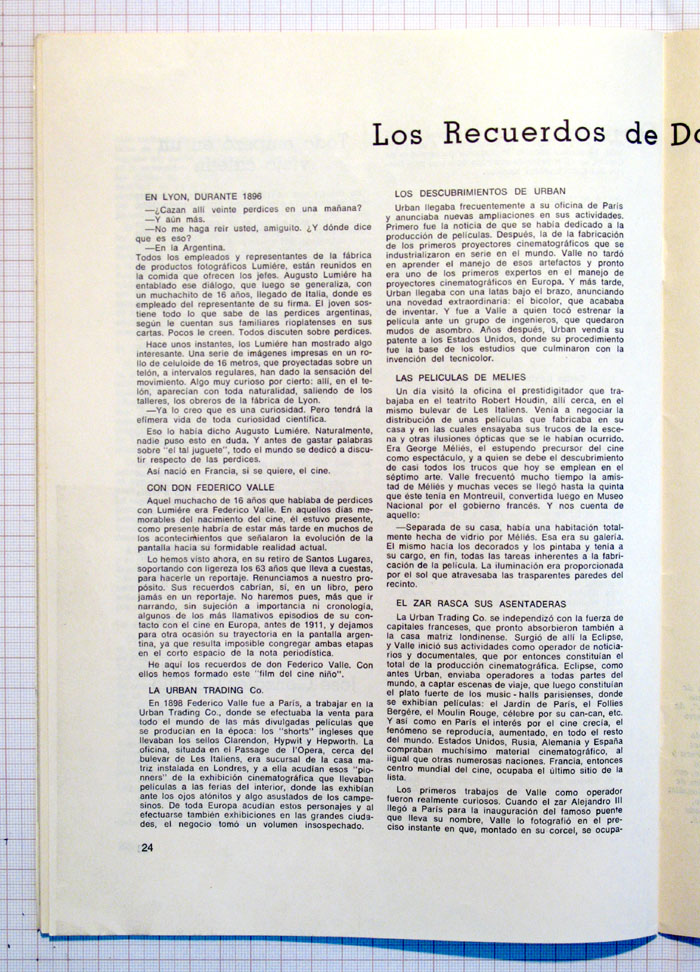 Los Recuerdos de Do
EN LYON, DURANTE 1896
—¿Cazan allí veinte perdices en una mañana?
—Y aún más.
—No me haga reír usted, amiguito. ¿Y dónde dice
que es eso?
—En la Argentina.
Todos los empleados y representantes de la fábrica
de productos fotográficos Lumiére, están reunidos en
la comida que ofrecen los jefes. Augusto Lumiére ha
entablado ese diálogo, que luego se generaliza, con
un muchachito de 16 años, llegado de Italia, donde es
empleado del representante de su firma. El joven sos-
tiene todo lo que sabe de las perdices argentinas,
según le cuentan sus familiares rioplatenses en sus
cartas. Pocos le creen. Todos discuten sobre perdices.
Hace unos instantes, los Lumiére han mostrado algo
interesante. Una serie de imágenes impresas en un ro-
llo de celuloide de 16 metros, que proyectadas sobre un
telón, a intervalos regulares, han dado la sensación del
movimiento. Algo muy curioso por cierto: allí, en el te-
lón, aparecían con toda naturalidad, saliendo de los
talleres, los obreros de la fábrica de Lyon.
—Ya lo creo que es una curiosidad. Pero tendrá la
efímera vida de toda curiosidad científica.
Eso lo había dicho Augusto Lumiére. Naturalmente,
nadie puso esto en duda. Y antes de gastar palabras
sobre "el tal juguete", todo el mundo se dedicó a discu-
tir respecto de las perdices.
Así nació en Francia, si se quiere, el cine.
CON DON FEDERICO VALLE
Aquel muchacho de 16 años que hablaba de perdices
con Lumiére era Federico Valle. En aquellos días me-
morables del nacimiento del cine, él estuvo presente,
como presente habría de estar más tarde en muchos de
los acontecimientos que señalaron la evolución de la
pantalla hacia su formidable realidad actual.
Lo hemos visto ahora, en su retiro de Santos Lugares,
soportando con ligereza los 63 años que lleva a cuestas,
para hacerle un reportaje. Renunciamos a nuestro pro-
pósito. Sus recuerdos cabrían, sí, en un libro, pero
jamás en un reportaje. No haremos pues, más que ir
narrando, sin sujeción a importancia ni cronología,
algunos de los más llamativos episodios de su con-
tacto con el cine en Europa, antes de 1911, y dejamos
para otra ocasión su trayectoria en la pantalla argen-
tina, ya que resulta imposible congregar ambas etapas
en el corto espacio de la nota periodística.
He aquí los recuerdos de don Federico Valle. Con
ellos hemos formado este "film del cine niño".
LA URBAN TRADING Co.
En 1898 Federico Valle fue a París, a trabajar en la
Urban Trading Co., donde se efectuaba la venta para
todo el mundo de las más divulgadas películas que
se producían en la época: los "shorts" ingleses que
llevaban los sellos Clarendon, Hypwit y Hepworth. La
oficina, situada en el Passage de l'Opera, cerca del
bulevar de Les Italiens, era sucursal de la casa ma-
triz instalada en Londres, y a ella acudían esos "pio-
nners" de la exhibición cinematográfica que llevaban
películas a las ferias del interior, donde las exhibían
ante los ojos atónitos y algo asustados de los campe-
sinos. De toda Europa acudían estos personajes y al
efectuarse también exhibiciones en las grandes ciuda-
des, el negocio tomó un volumen insospechado.
24
LOS DESCUBRIMIENTOS DE URBAN
Urban llegaba frecuentemente a su oficina de París
y anunciaba nuevas ampliaciones en sus actividades.
Primero fue la noticia de que se había dedicado a la
producción de películas. Después, la de la fabricación
de los primeros proyectores cinematográficos que se
industrializaron en serie en el mundo. Valle no tardó
en aprender el manejo de esos artefactos y pronto
era uno de los primeros expertos en el manejo de
proyectores cinematográficos en Europa. Y más tarde,
Urban llegaba con una latas bajo el brazo, anunciando
una novedad extraordinaria: el bicolor, que acababa
de inventar. Y fue a Valle a quien tocó estrenar la
película ante un grupo de ingenieros, que quedaron
mudos de asombro. Años después, Urban vendía su
patente a los Estados Unidos, donde su procedimiento
fue la base de los estudios que culminaron con la
invención del tecnicolor.
LAS PELICULAS DE MELIES
Un día visitó la oficina el prestidigitador que tra-
bajaba en el teatrito Robert Houdin, allí cerca, en el
mismo bulevar de Les Italiens. Venía a negociar la
distribución de unas películas que fabricaba en su
casa y en las cuales ensayaba sus trucos de la esce-
na y otras ilusiones ópticas que se le habían ocurrido.
Era George Méliés, el estupendo precursor del cine
como espectáculo, y a quien se debe el descubrimiento
de casi todos los trucos que hoy se emplean en el
séptimo arte. Valle frecuentó mucho tiempo la amis-
tad de Méliés y muchas veces se llegó hasta la quinta
que éste tenía en Montreuil, convertida luego en Museo
Nacional por el gobierno francés. Y nos cuenta de
aquello:
—Separada de su casa, había una habitación total-
mente hecha de vidrio por Méliés. Esa era su galería.
El mismo hacía los decorados y los pintaba y tenía a
su cargo, en fin, todas las tareas inherentes a la fabri-
cación de la película. La iluminación era proporcionada
por el sol que atravesaba las trasparentes paredes del
recinto.
EL ZAR RASCA SUS ASENTADERAS
La Urban Trading Co. se independizó con la fuerza de
capitales franceses, que pronto absorbieron también a
la casa matriz londinense. Surgió de allí la Eclipse,
y Valle inició sus actividades como operador de noticia-
rios y documentales, que por entonces constituían el
total de la producción cinematográfica. Eclipse, como
antes Urban, enviaba operadores a todas partes del
mundo, a captar escenas de viaje, que luego constituían
el plato fuerte de los music-halls parisienses, donde
se exhibían películas: el Jardín de París, el Follies
Bergére, el Moulin Rouge, célebre por su can-can, etc.
Y así como en París el interés por el cine crecía, el
fenómeno se reproducía, aumentado, en todo el resto
del mundo. Estados Unidos, Rusia, Alemania y España
compraban muchísimo material cinematográfico, al
iigual que otras numerosas naciones. Francia, entonces
centro mundial del cine, ocupaba el último sitio de la
lista.
Los primeros trabajos de Valle como operador
fueron realmente curiosos. Cuando el zar Alejandro III
llegó a París para la inauguración del famoso puente
que lleva su nombre, Valle lo fotografió en el pre-
ciso instante en que, montado en su corcel, se ocupa-